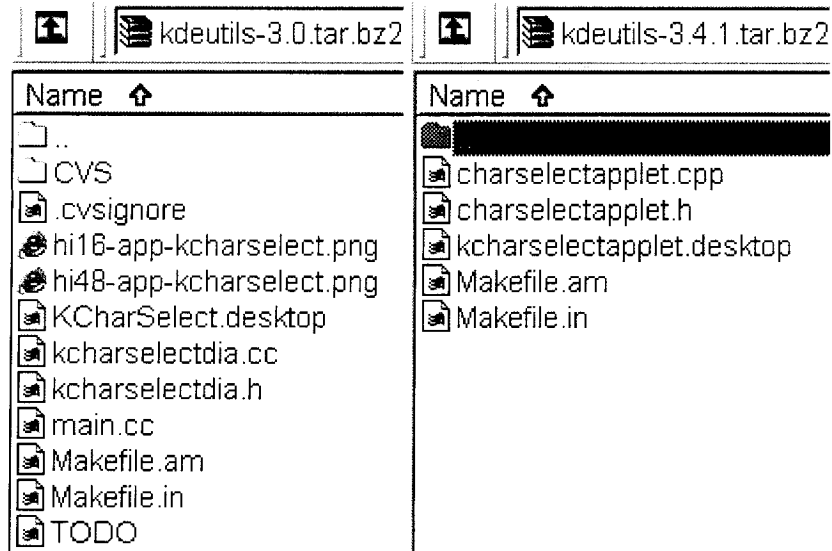 kdeutils-3.0.tar.bz2
Name
..
CVS
.cvsignore
hi16-app-kcharselect.png
hi48-app-kcharselect.png
KCharSelect.desktop
kcharselectdia.cc
kcharselectdia.h
main.cc
Makefile.am
Makefile.in
TODO
kdeutils-3.4.1.tar.bz2
Name
charselectapplet.cpp
charselectapplet.h
kcharselectapplet.desktop
Makefile.am
Makefile.in